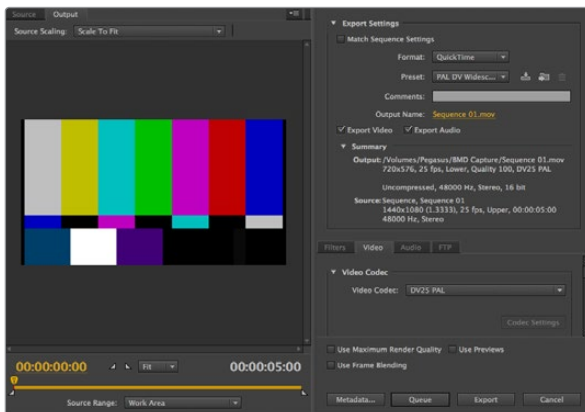 Source Output
Source Scaling: Scale To Fit
00:00:00:00 Fit 00:00:05:00
Source Range: Work Area
Export Settings
Match Sequence Settings
Format: QuickTime
Preset: PAL DV Widesc...
Comments:
Output Name: Sequence 01.mov
Export Video Export Audio
Summary
Output: /Volumes/Pegasus/BMD Capture/Sequence 01.mov
720x576, 25 fps, Lower, Quality 100, DV25 PAL
Uncompressed, 48000 Hz, Stereo, 16 bit
Source: Sequence, Sequence 01
1440x1080 (1.3333), 25 fps, Upper, 00:00:05:00
48000 Hz, Stereo
Filters Video Audio FTP
Video Codec
Video Codec: DV25 PAL
Codec Settings
Use Maximum Render Quality Use Previews
Use Frame Blending
Metadata... Queue Export Cancel